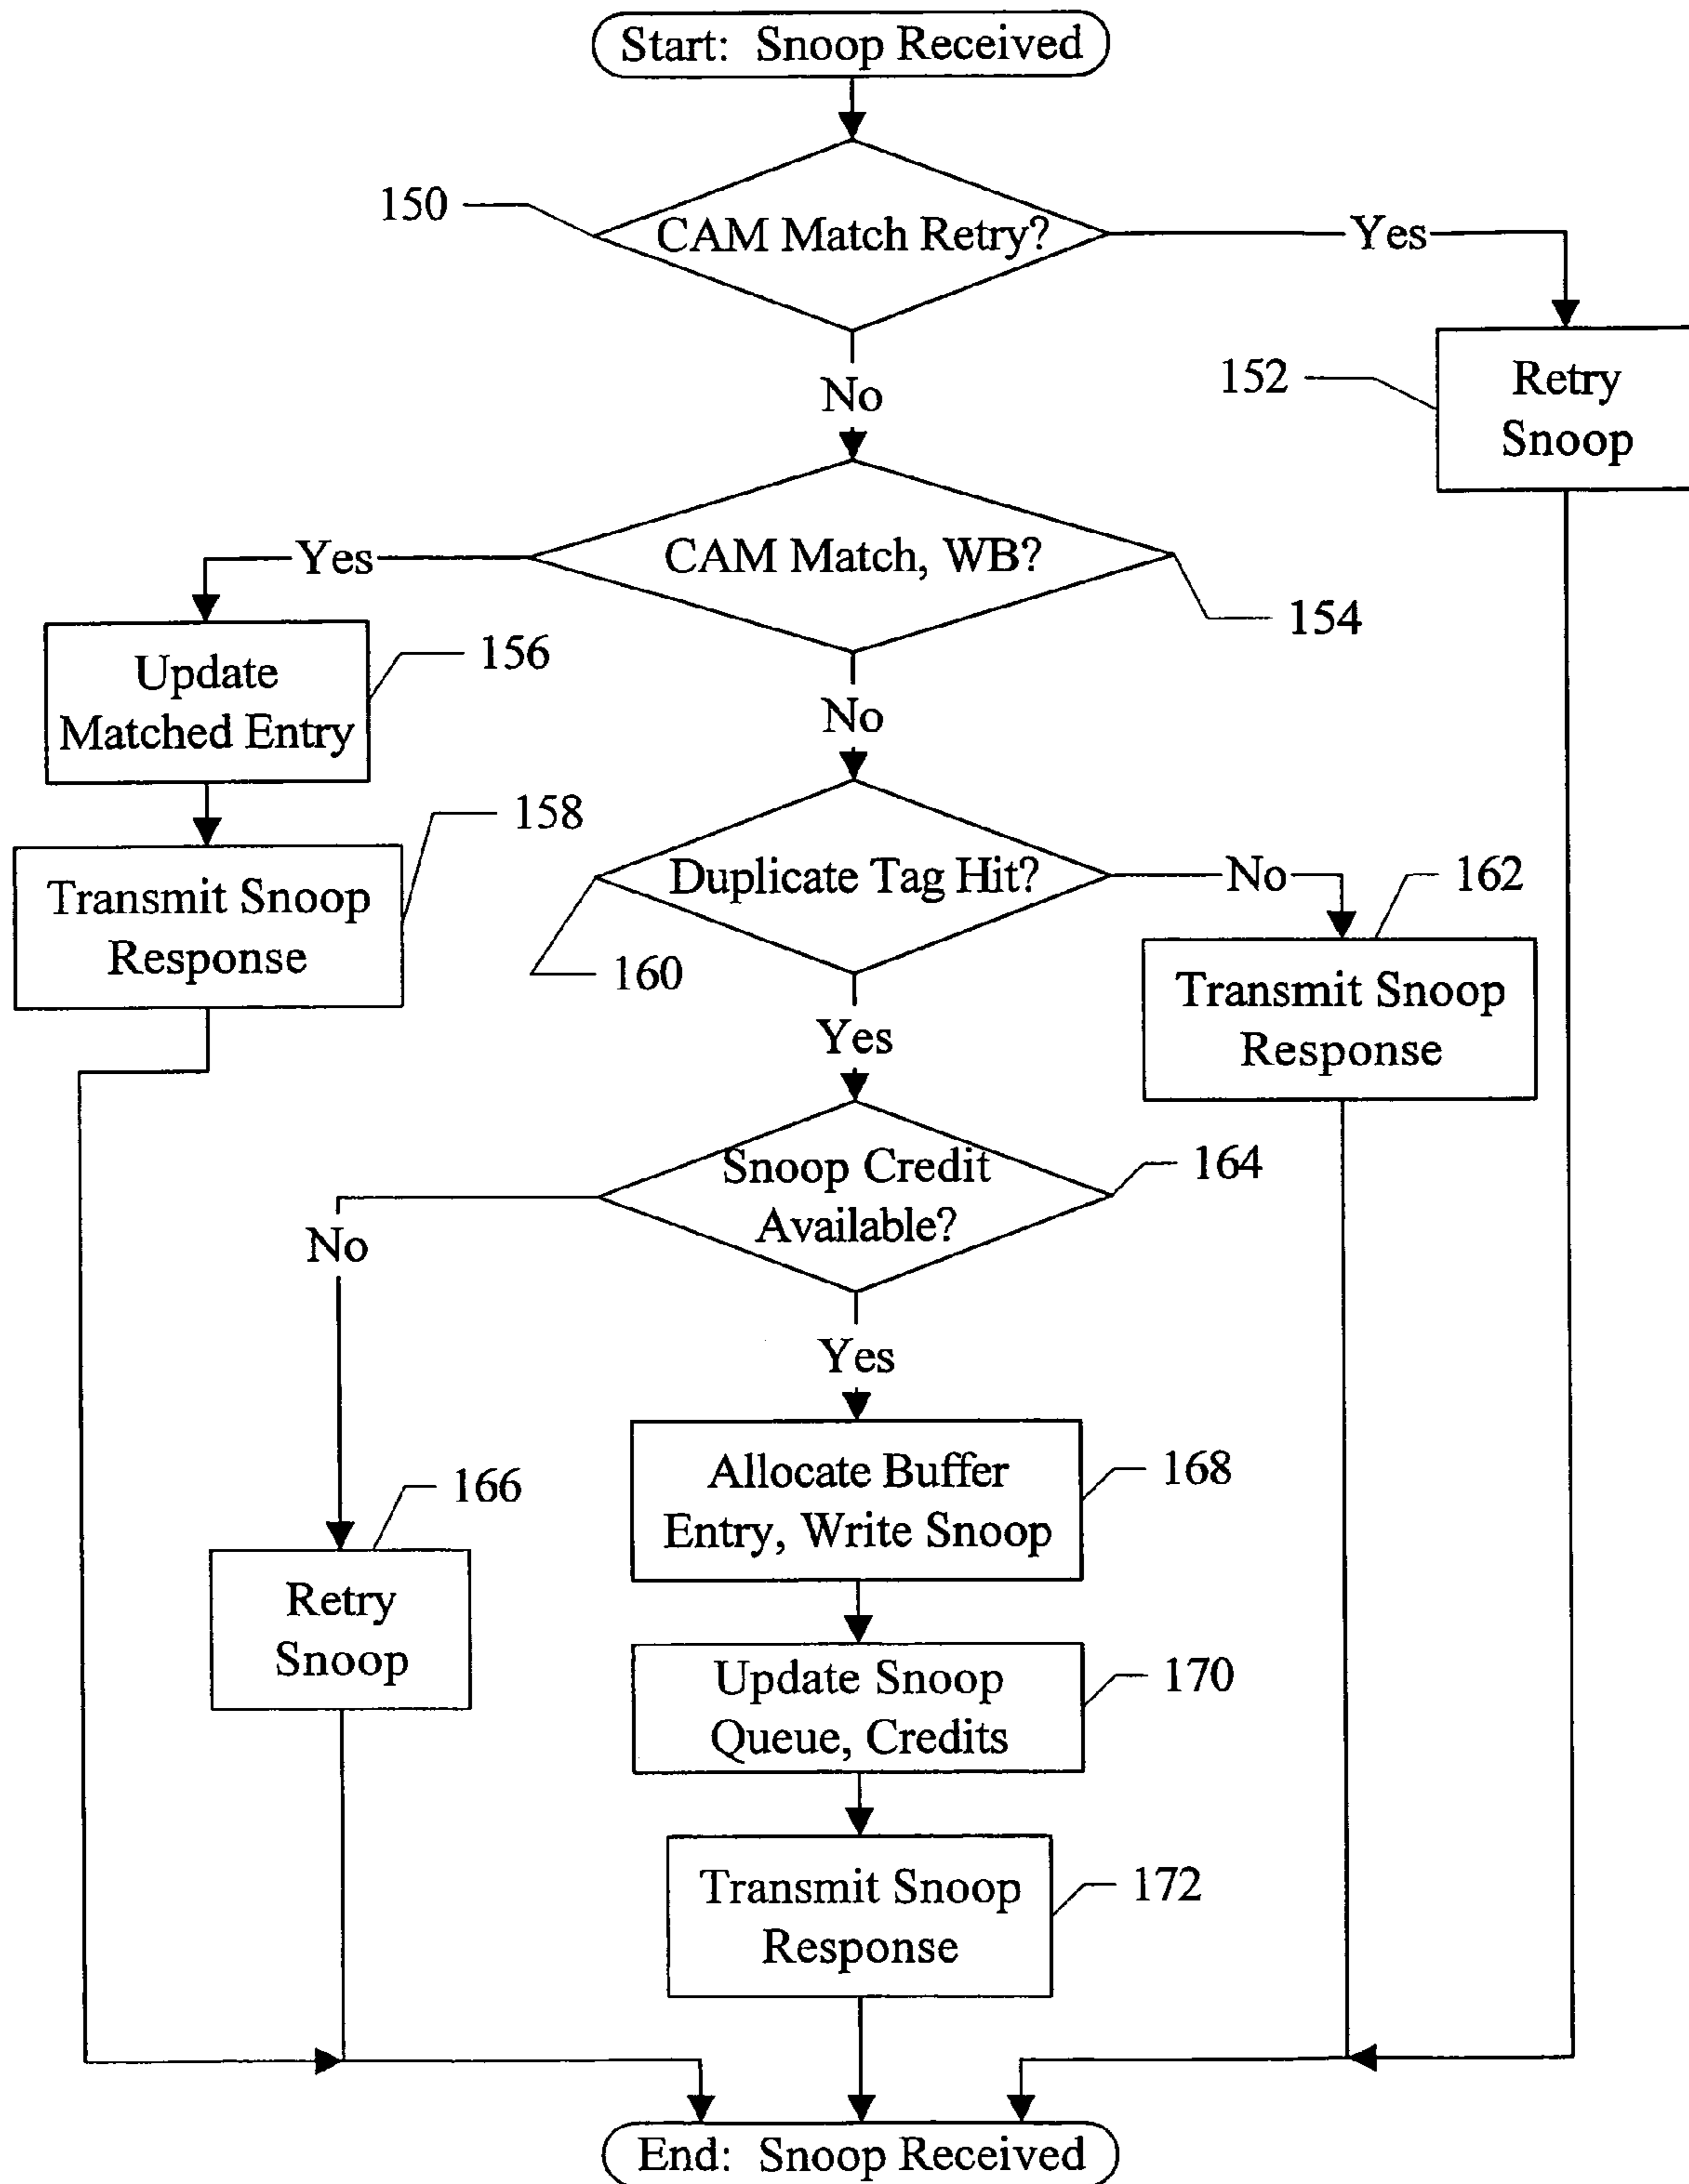 Start: Snoop Received
150
CAM Match Retry?
Yes
No
152
Retry
Snoop
Yes
CAM Match, WB?
154
Update
Matched Entry
156
No
158
Transmit Snoop
Response
Duplicate Tag Hit?
No
162
160
Transmit Snoop
Response
Yes
Snoop Credit
Available?
164
No
Yes
Allocate Buffer
Entry, Write Snoop
168
166
Retry
Snoop
Update Snoop
Queue, Credits
170
Transmit Snoop
Response
172
End: Snoop Received